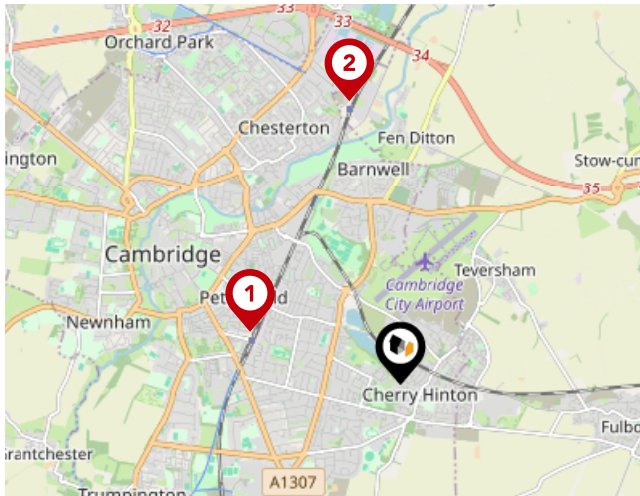 33
33
32
Orchard Park
34
2
Chesterton
Fen Ditton
ington
Barnwell
Stow-cum
35
Cambridge
Teversham
Cambridge
City Airport
1
Newnham
Cherry Hinton
Fulbo
Grantchester
A1307
Trumpington